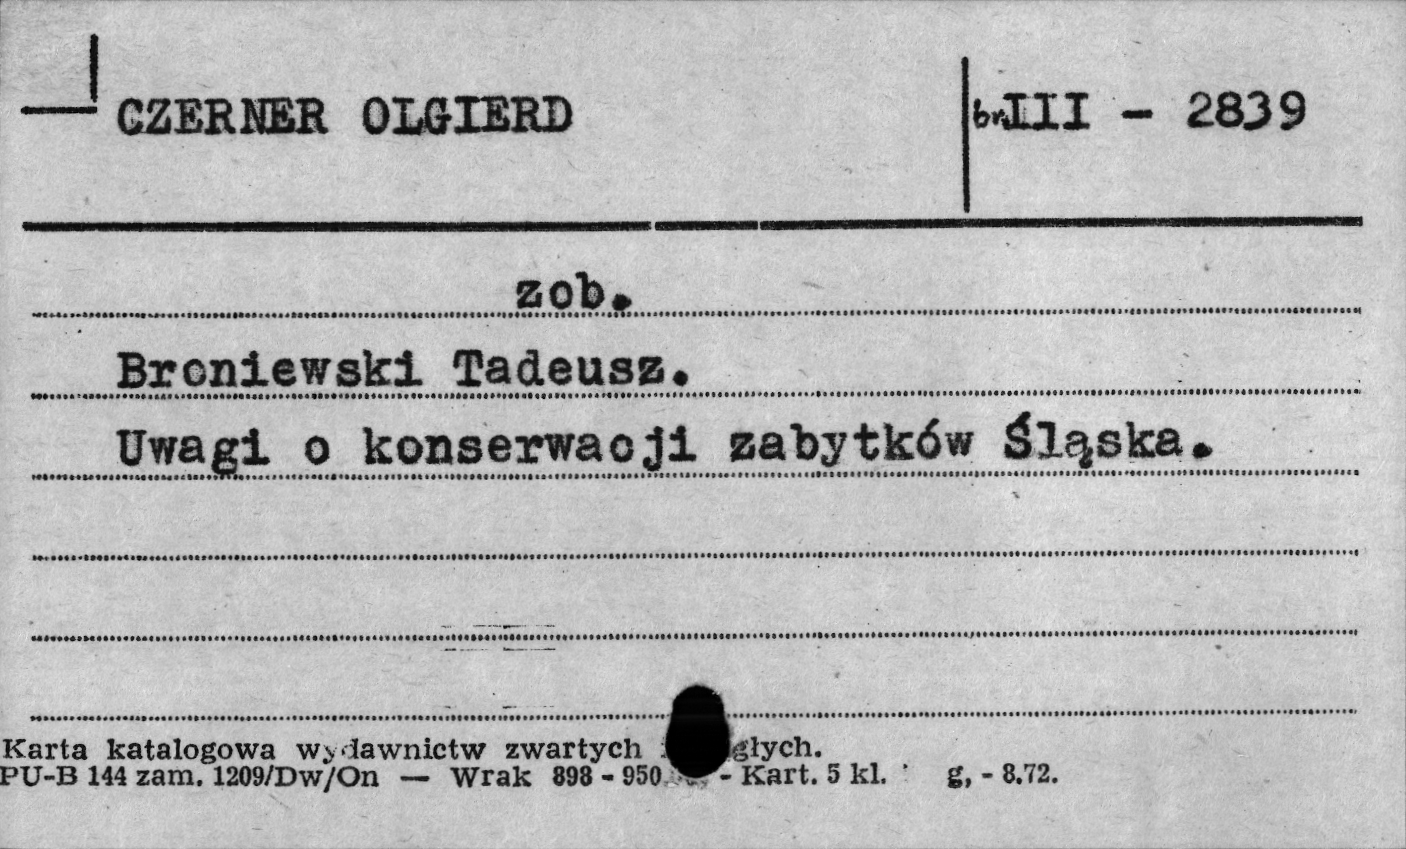 CZERNER OLGIERD
br.III - 2839
zob.
Broniewski Tadeusz.
Uwagi o konserwacji zabytków Śląska.
Karta katalogowa wydawnictw zwartych głych.
PU-B 144 zam. 1209/Dw/On — Wrak 898 - 950 - Kart. 5 kl. g, - 8.72.